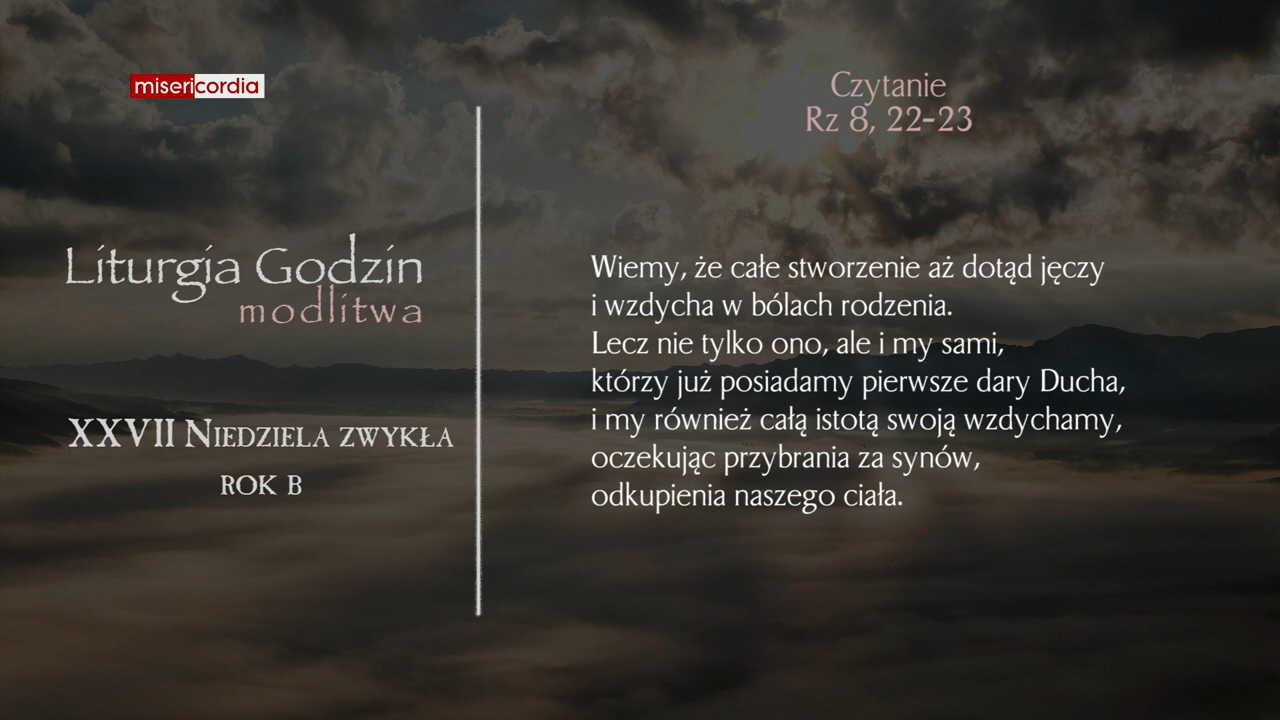 misericordia
Liturgia Godzin
modlitwa
XXVII Niedziela zwykła
rok B
Czytanie
Rz 8, 22-23
Wiemy, że całe stworzenie aż dotąd jęczy
i wzdycha w bólach rodzenia.
Lecz nie tylko ono, ale i my sami,
którzy już posiadamy pierwsze dary Ducha,
i my również całą istotą swoją wzdychamy,
oczekując przybrania za synów,
odkupienia naszego ciała.